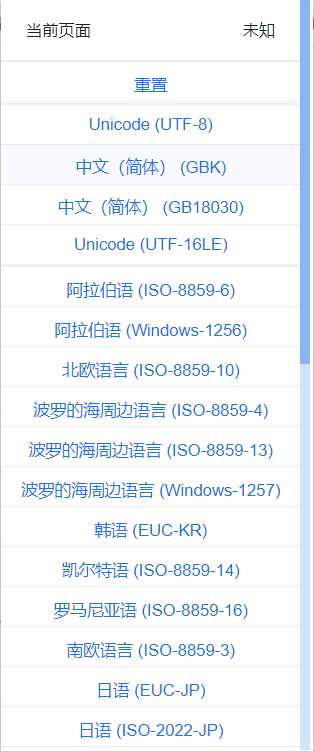 当前页面 未知
重置
Unicode (UTF-8)
中文（简体） (GBK)
中文（简体） (GB18030)
Unicode (UTF-16LE)
阿拉伯语 (ISO-8859-6)
阿拉伯语 (Windows-1256)
北欧语言 (ISO-8859-10)
波罗的海周边语言 (ISO-8859-4)
波罗的海周边语言 (ISO-8859-13)
波罗的海周边语言 (Windows-1257)
韩语 (EUC-KR)
凯尔特语 (ISO-8859-14)
罗马尼亚语 (ISO-8859-16)
南欧语言 (ISO-8859-3)
日语 (EUC-JP)
日语 (ISO-2022-JP)